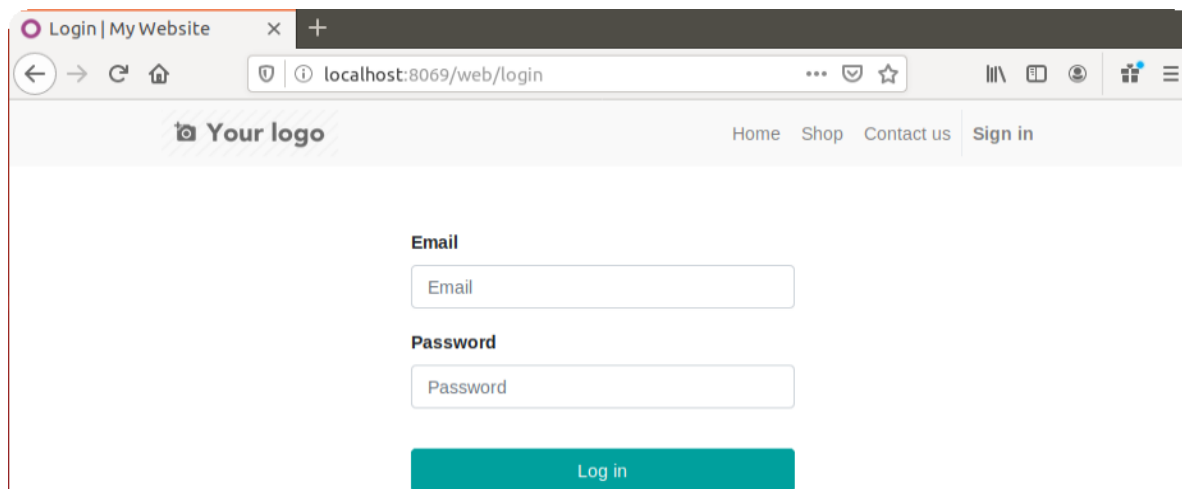 Login | My Website
localhost:8069/web/login
Your logo Home Shop Contact us Sign in
Email
Email
Password
Password
Log in